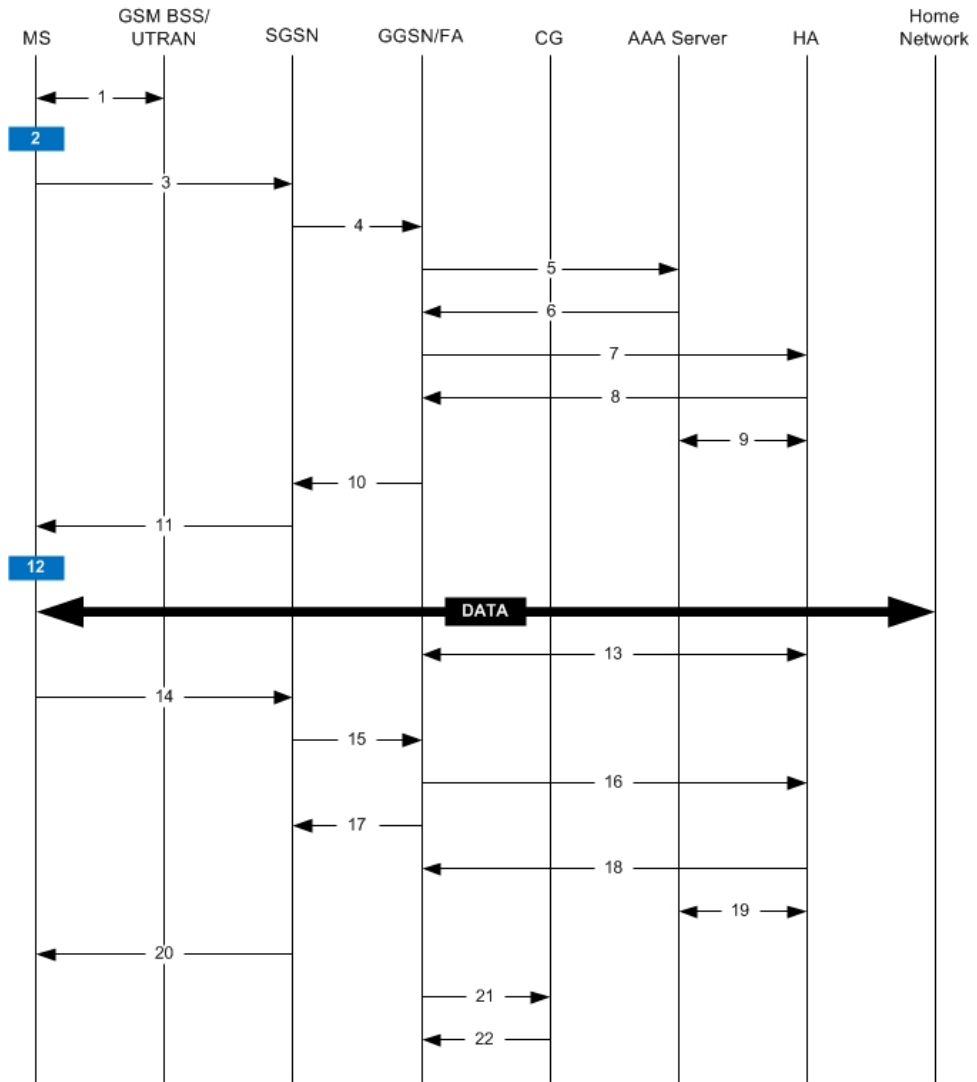 MS
GSM BSS/
UTRAN
SGSN
GGSN/FA
CG
AAA Server
HA
Home
Network
1
2
3
4
5
6
7
8
9
10
11
12
DATA
13
14
15
16
17
18
19
20
21
22